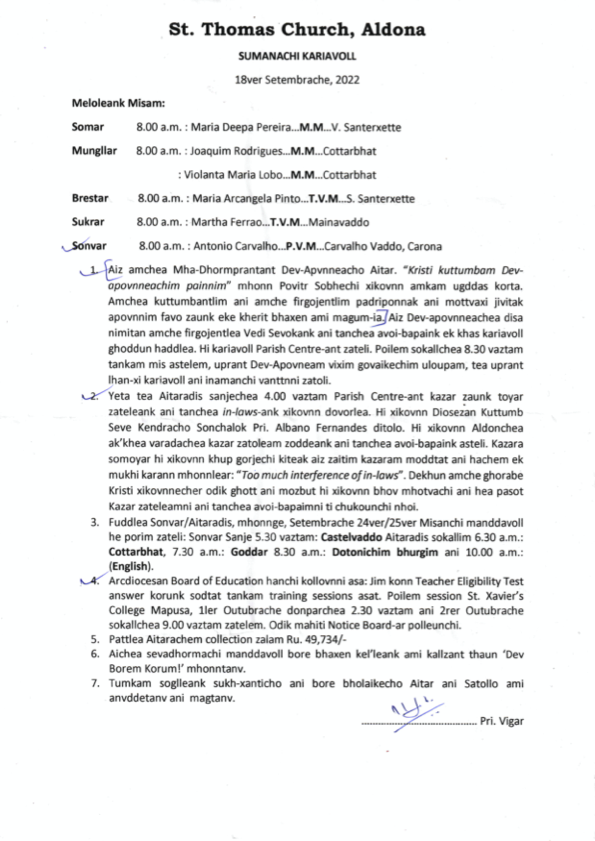 St. Thomas Church, Aldona
SUMANACHI KARIAVOLL
18ver Setembrache, 2022
Meloleank Misam:
Somar 8.00 a.m. : Maria Deepa Pereira...M.M...V. Santerxette
Mungllar 8.00 a.m. : Joaquim Rodrigues...M.M...Cottarbhat
: Violanta Maria Lobo...M.M...Cottarbhat
Brestar 8.00 a.m. : Maria Arcangela Pinto...T.V.M...S. Santerxette
Sukrar 8.00 a.m. : Martha Ferrao...T.V.M...Mainavaddo
Sonvar 8.00 a.m. : Antonio Carvalho...P.V.M...Carvalho Vaddo, Carona
1. Aiz amchea Mha-Dhormprantant Dev-Apvnneacho Aitar. “Kristi kuttumbam Dev-
apovnneachim painnim” mhonn Povitr Sobhechi xikovnn amkam ugddas korta.
Amchea kuttumbantlim ani amche firgojentlim padriponnak ani mottvaxi jivitak
apovnnim favo zaunk eke kherit bhaxen ami magum-ia. Aiz Dev-apovnneachea disa
nimitan amche firgojentlea Vedi Sevokank ani tanchea avoi-bapaink ek khas kariavoll
ghoddun haddlea. Hi kariavoll Parish Centre-ant zateli. Poilem sokallchea 8.30 vaztam
tankam mis astelem, uprant Dev-Apovneam vixim govaikechim uloupam, tea uprant
lhan-xi kariavoll ani inamanchi vanttnni zatoli.
2. Yeta tea Aitaradis sanjechea 4.00 vaztam Parish Centre-ant kazar zaunk toyar
zateleank ani tanchea in-laws-ank xikovnn dovorlea. Hi xikovnn Diosezan Kuttumb
Seve Kendracho Sonchalok Pri. Albano Fernandes ditolo. Hi xikovnn Aldonchea
ak’khea varadachea kazar zatoleam zoddeank ani tanchea avoi-bapaink asteli. Kazara
somoyar hi xikovnn khup gorjechi kiteak aiz zaitim kazaram moddtat ani hachem ek
mukhi karann mhonnlear: “Too much interference of in-laws”. Dekhun amche ghorabe
Kristi xikovnnecher odik ghott ani mozbut hi xikovnn bhov mhotvachi ani hea pasot
Kazar zateleamni ani tanchea avoi-bapaimni ti chukounchi nhoi.
3. Fuddlea Sonvar/Aitaradis, mhonnge, Setembrache 24ver/25ver Misanchi manddavoll
he porim zateli: Sonvar Sanje 5.30 vaztam: Castelvaddo Aitaradis sokallim 6.30 a.m.:
Cottarbhat, 7.30 a.m.: Goddar 8.30 a.m.: Dotonichim bhurgim ani 10.00 a.m.:
(English).
4. Arcdiocesan Board of Education hanchi kollovnni asa: Jim konn Teacher Eligibility Test
answer korunk sodtat tankam training sessions asat. Poilem session St. Xavier’s
College Mapusa, 1ler Outubrache donparchea 2.30 vaztam ani 2rer Outubrache
sokallchea 9.00 vaztam zatelem. Odik mahiti Notice Board-ar polleunchi.
5. Pattlea Aitarachem collection zalam Ru. 49,734/-
6. Aichea sevadhormachi manddavoll bore bhaxen kel’leank ami kallzant thaun ‘Dev
Borem Korum!’ mhonntanv.
7. Tumkam soglleank sukh-xanticho ani bore bholaikecho Aitar ani Satollo ami
anvddetanv ani magtanv.
............................................ Pri. Vigar